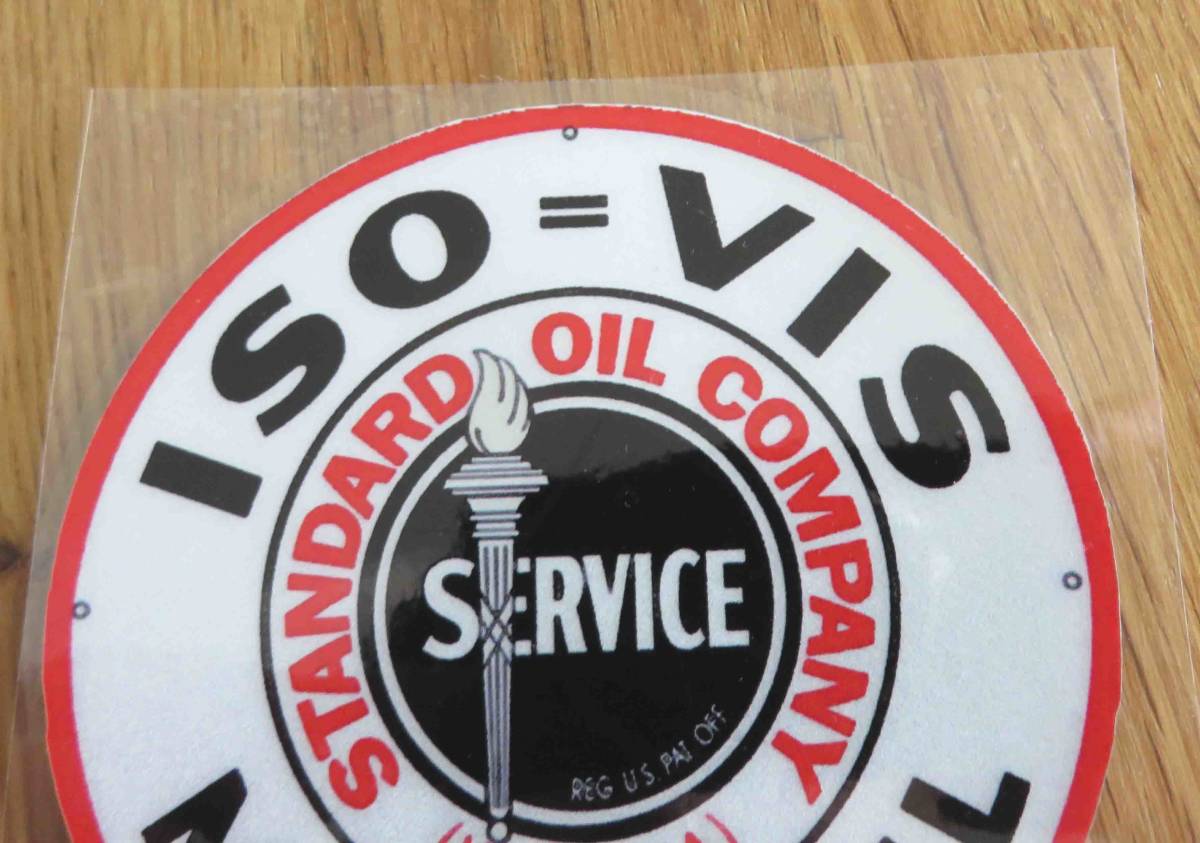 ISO=VIS
STANDARD OIL COMPANY
SERVICE
REG U.S. PAT OFF